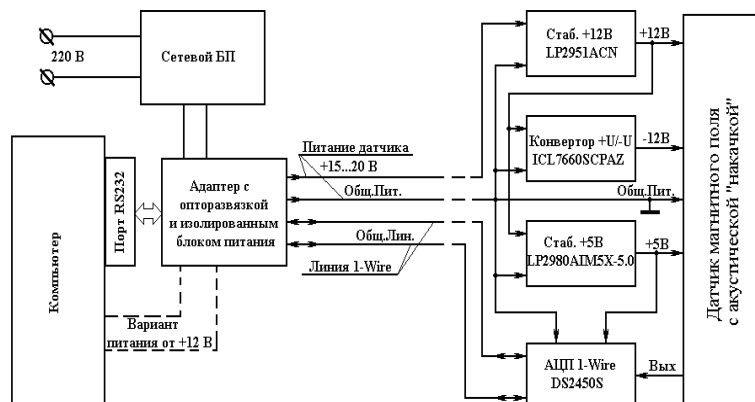 220 В
Сетевой БП
Компьютер
Порт RS232
Адаптер с
опторазвязкой
и изолированным
блоком питания
Вариант
питания от +12 В
Питание датчика
+15...20 В
Общ.Пит.
Общ.Лин.
Линия 1-Wire
Стаб. +12В
LP2951ACN
+12В
Конвертор +U/-U
ICL7660SCPAZ
-12В
Общ.Пит.
Стаб. +5В
LP2980AIM5X-5.0
+5В
АЦП 1-Wire
DS2450S
Вых
Датчик магнитного поля
с акустической "накачкой"